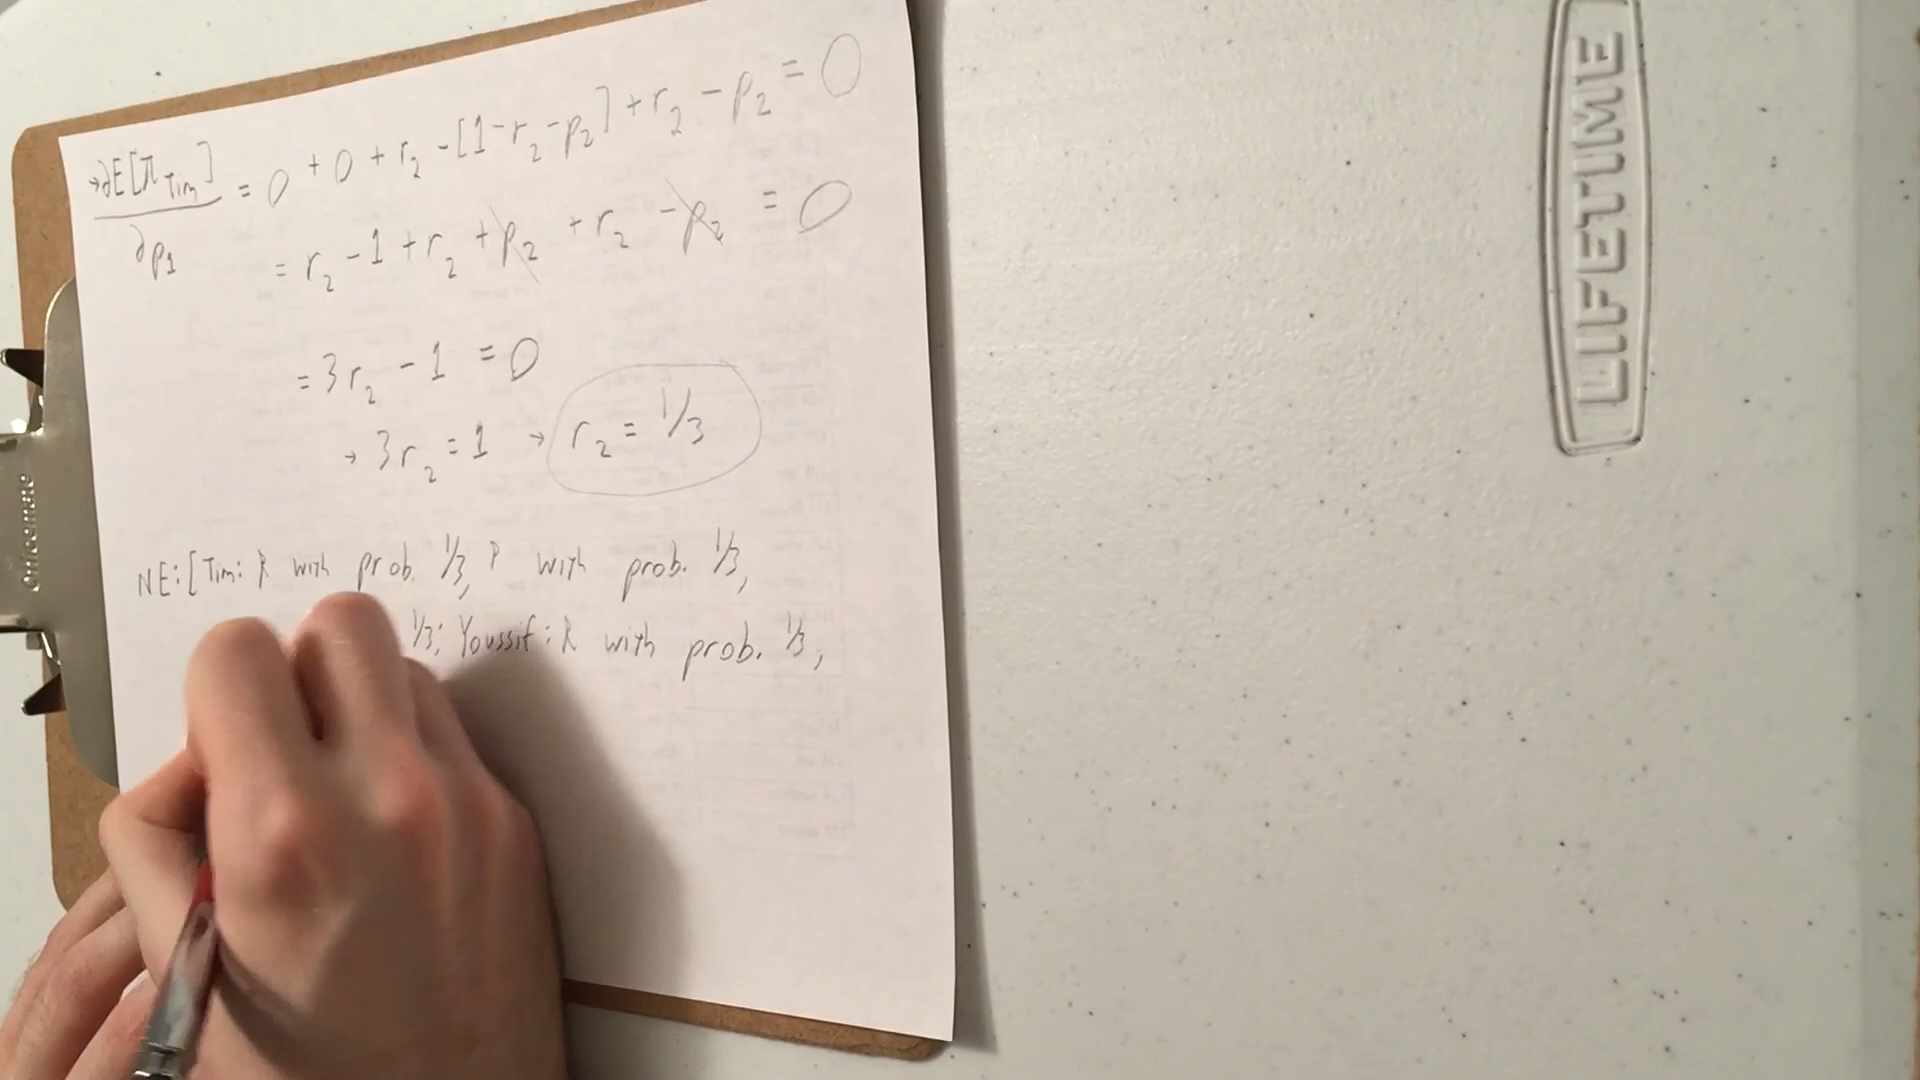 →∂E[π_Tim] / ∂p₁ = 0 + 0 + r₂ - [1 - r₂ - p₂] + r₂ - p₂ = 0
= r₂ - 1 + r₂ + p₂ + r₂ - p₂ = 0
= 3r₂ - 1 = 0
→ 3r₂ = 1 → r₂ = 1/3
NE: [Tim: R with prob. 1/3, P with prob. 1/3,
1/3; Youssif: R with prob. 1/3,
LIFETIME
officemate